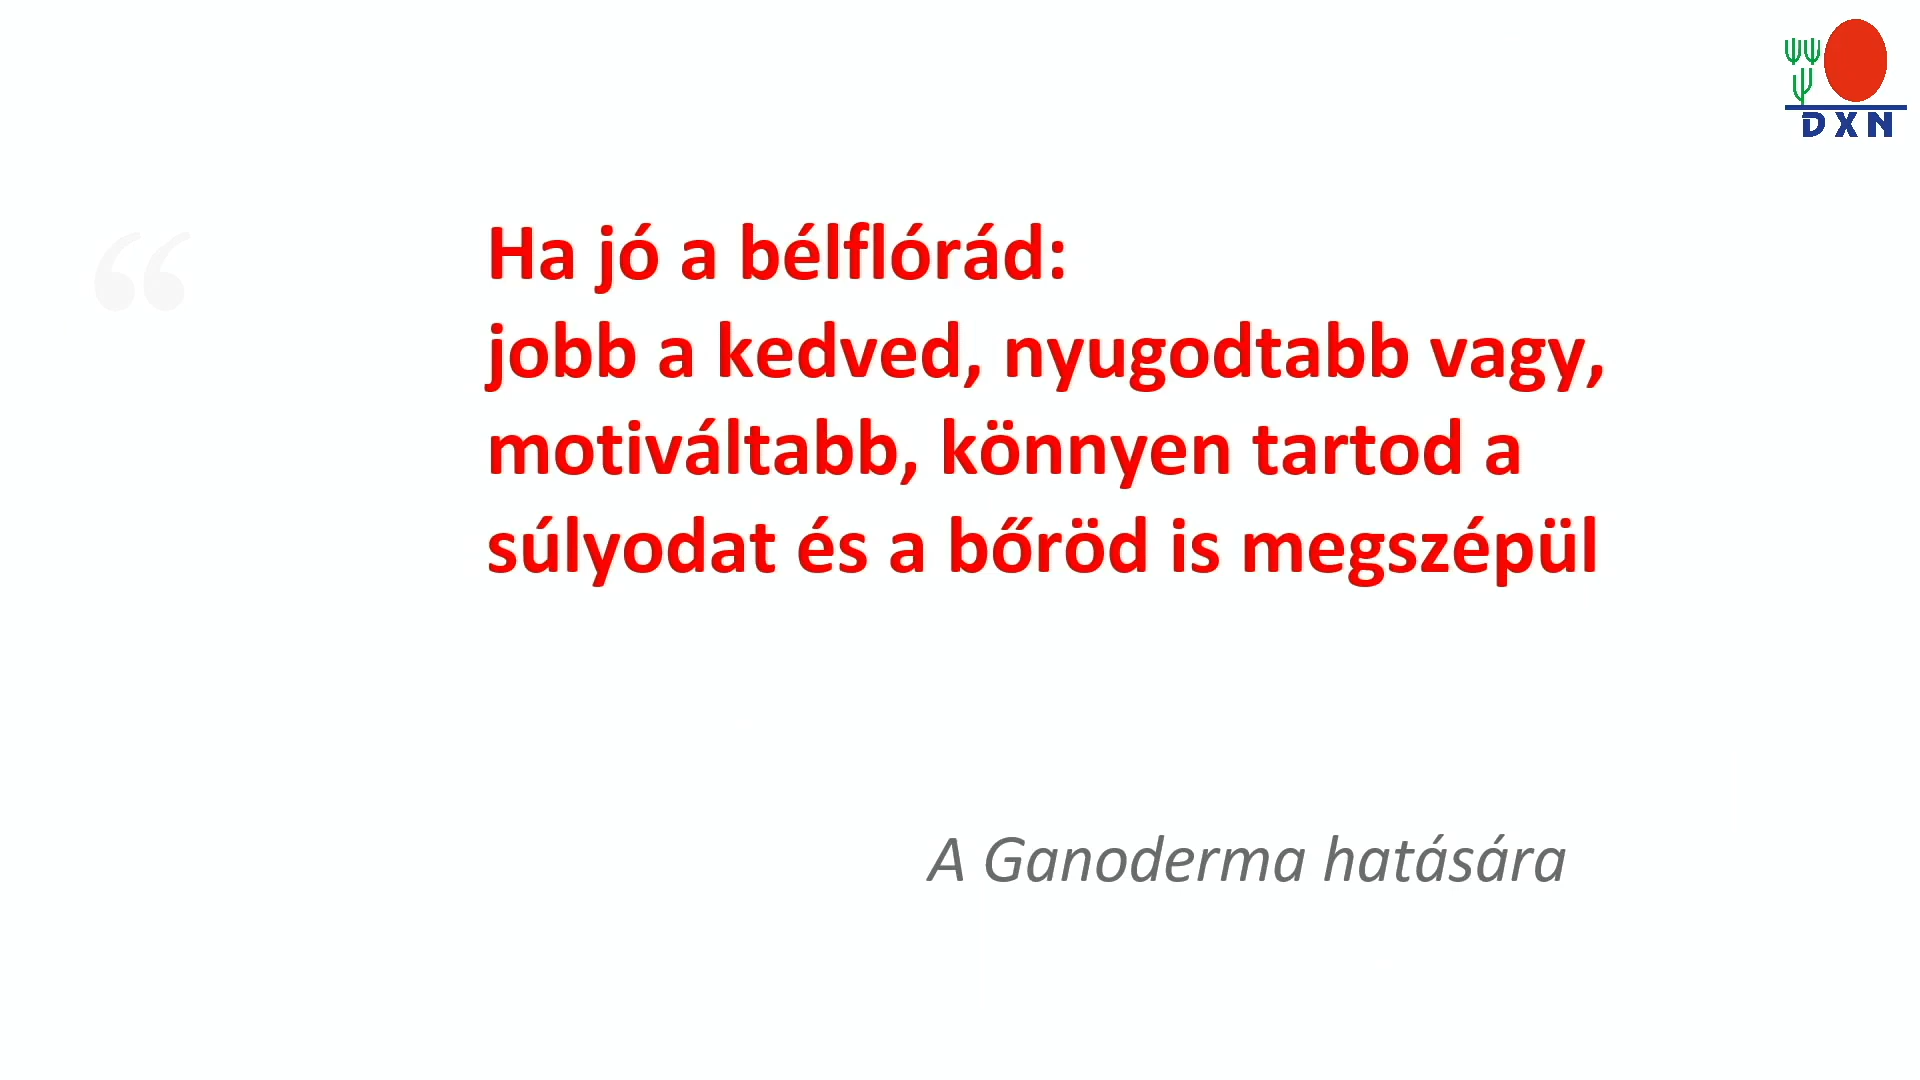 DXN
Ha jó a bélflórád:
jobb a kedved, nyugodtabb vagy,
motiváltabb, könnyen tartod a
súlyodat és a bőröd is megszépül
A Ganoderma hatására